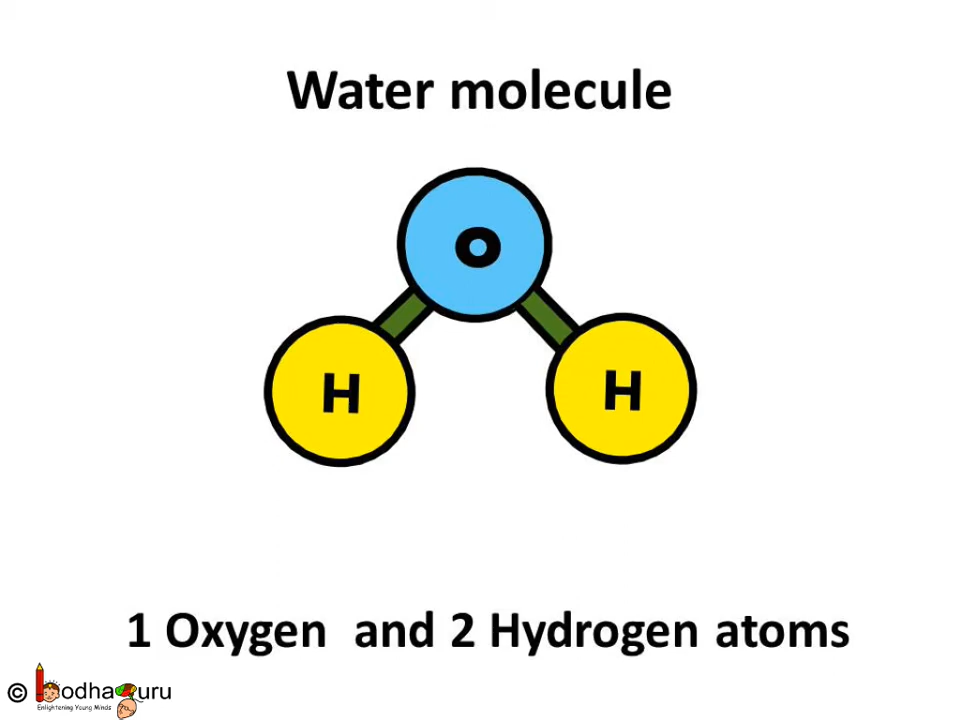 Water molecule
O
H H
1 Oxygen and 2 Hydrogen atoms
© BodhaGuru
Enlightening Young Minds